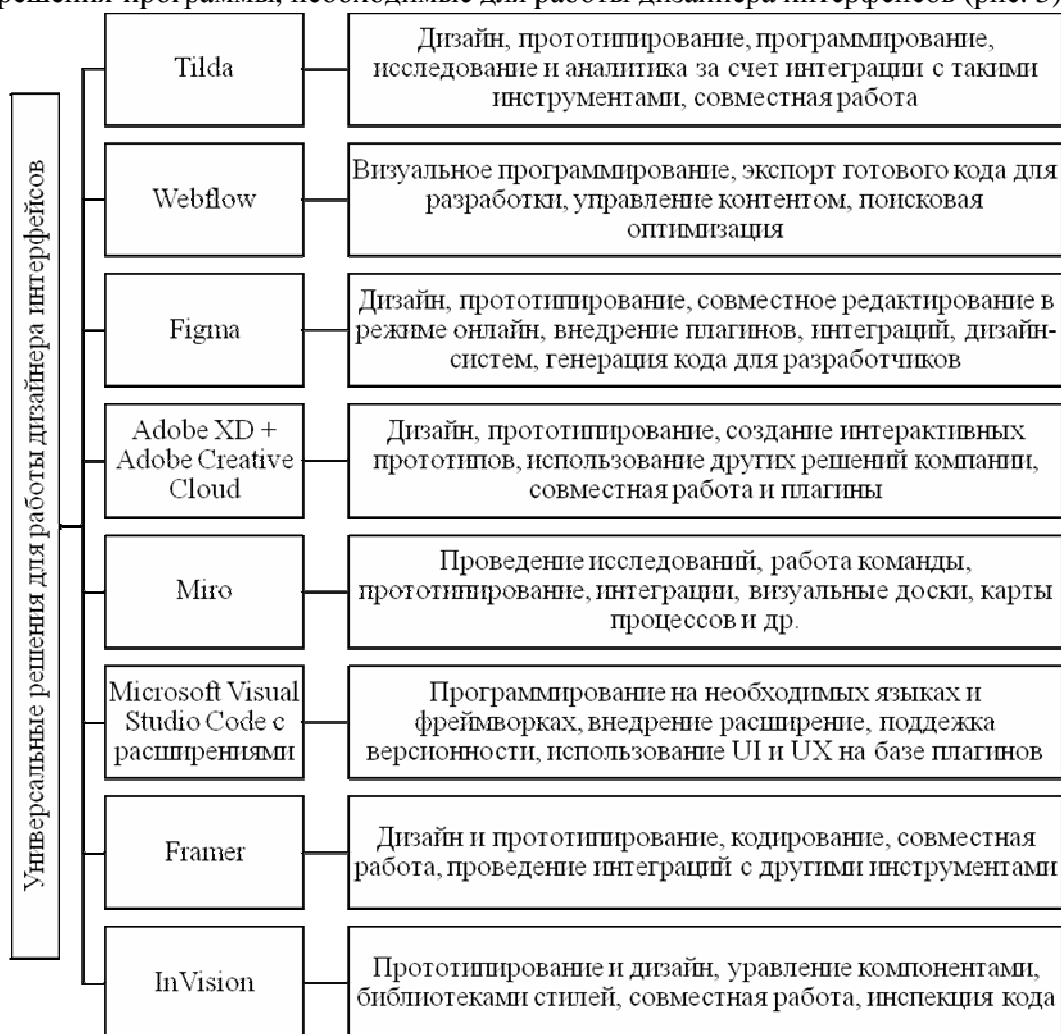 решения-программы, необходимые для работы дизайнера интерфейсов (рис. 3)
Универсальные решения для работы дизайнера интерфейсов
Tilda
Дизайн, прототипирование, программирование,
исследование и аналитика за счет интеграции с такими
инструментами, совместная работа
Webflow
Визуальное программирование, экспорт готового кода для
разработки, управление контентом, поисковая
оптимизация
Figma
Дизайн, прототипирование, совместное редактирование в
режиме онлайн, внедрение плагинов, интеграций, дизайн-
систем, генерация кода для разработчиков
Adobe XD +
Adobe Creative
Cloud
Дизайн, прототипирование, создание интерактивных
прототипов, использование других решений компании,
совместная работа и плагины
Miro
Проведение исследований, работа команды,
прототипирование, интеграции, визуальные доски, карты
процессов и др.
Microsoft Visual
Studio Code с
расширениями
Программирование на необходимых языках и
фреймворках, внедрение расширение, поддежка
версионности, использование UI и UX на базе плагинов
Framer
Дизайн и прототипирование, кодирование, совместная
работа, проведение интеграций с другими инструментами
InVision
Прототипирование и дизайн, уравление компонентами,
библиотеками стилей, совместная работа, инспекция кода